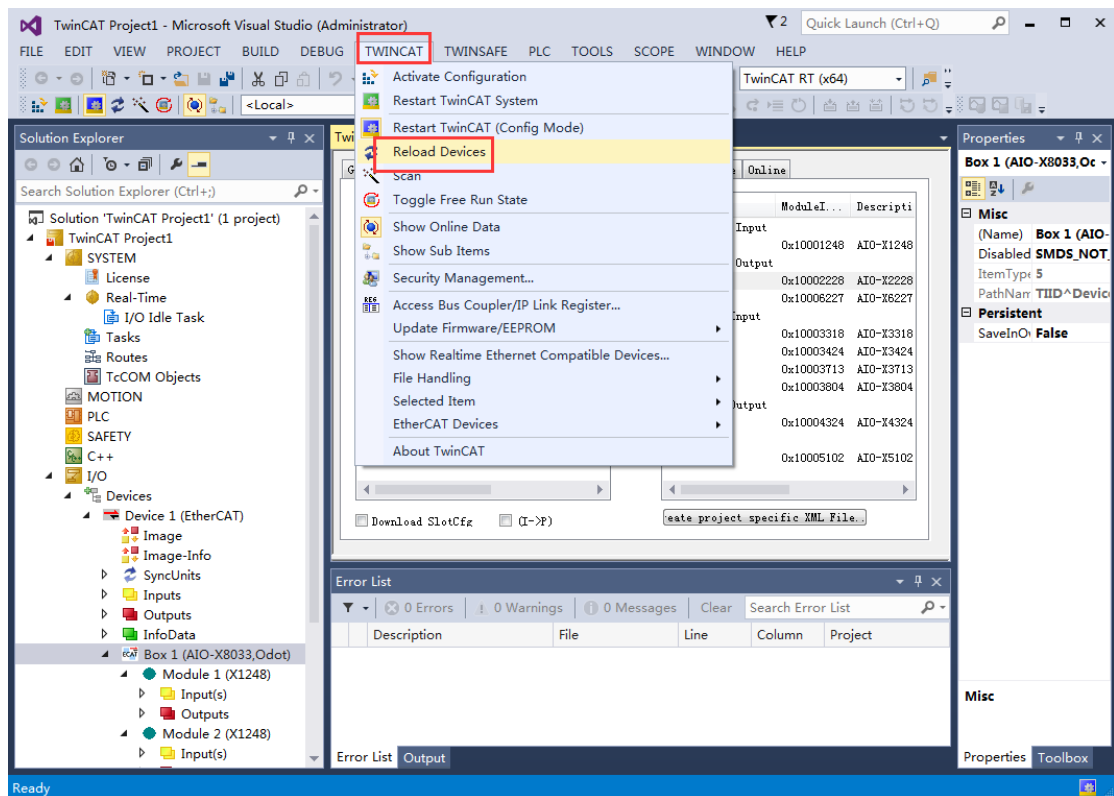 TwinCAT Project1 - Microsoft Visual Studio (Administrator)
2
Quick Launch (Ctrl+Q)
FILE EDIT VIEW PROJECT BUILD DEBUG TWINCAT TWINSAFE PLC TOOLS SCOPE WINDOW HELP
TwinCAT RT (x64)
<Local>
Activate Configuration
Restart TwinCAT System
Restart TwinCAT (Config Mode)
Reload Devices
Scan
Toggle Free Run State
Show Online Data
Show Sub Items
Security Management...
Access Bus Coupler/IP Link Register...
Update Firmware/EEPROM
Show Realtime Ethernet Compatible Devices...
File Handling
Selected Item
EtherCAT Devices
About TwinCAT
Solution Explorer
Search Solution Explorer (Ctrl+;)
Solution 'TwinCAT Project1' (1 project)
TwinCAT Project1
SYSTEM
License
Real-Time
I/O Idle Task
Tasks
Routes
TcCOM Objects
MOTION
PLC
SAFETY
C++
I/O
Devices
Device 1 (EtherCAT)
Image
Image-Info
SyncUnits
Inputs
Outputs
InfoData
Box 1 (AIO-X8033,Odot)
Module 1 (X1248)
Input(s)
Outputs
Module 2 (X1248)
Input(s)
Twi
G
Online
ModuleI... Descripti
Input
0x10001248 AIO-X1248
Output
0x10002228 AIO-X2228
0x10006227 AIO-X6227
Input
0x10003318 AIO-X3318
0x10003424 AIO-X3424
0x10003713 AIO-X3713
0x10003804 AIO-X3804
Output
0x10004324 AIO-X4324
0x10005102 AIO-X5102
Download SlotCfg (I->P)
eate project specific XML File..
Error List
0 Errors 0 Warnings 0 Messages Clear Search Error List
Description File Line Column Project
Error List Output
Properties
Box 1 (AIO-X8033,Od
Misc
(Name) Box 1 (AIO-
Disabled SMDS_NOT_
ItemType 5
PathNam TIID^Devic
Persistent
SaveInOv False
Misc
Properties Toolbox
Ready